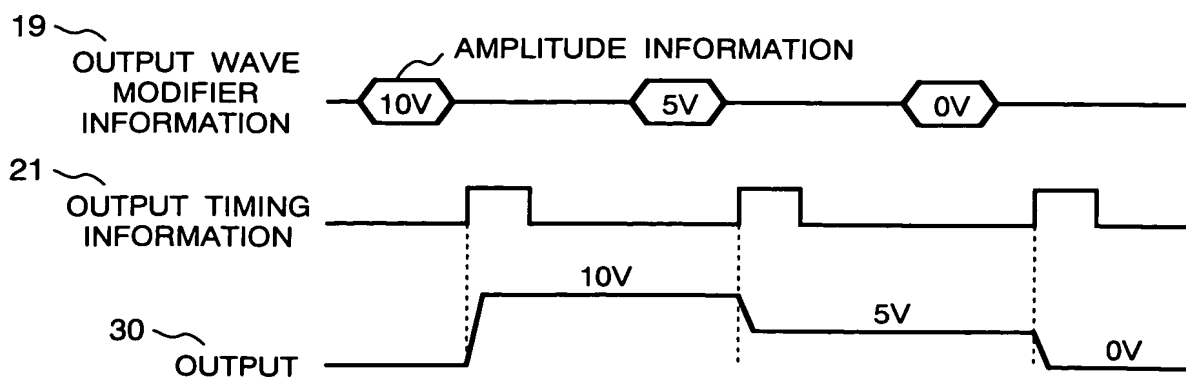 19
OUTPUT WAVE
MODIFIER
INFORMATION
AMPLITUDE INFORMATION
10V
5V
0V
21
OUTPUT TIMING
INFORMATION
10V
5V
0V
30
OUTPUT